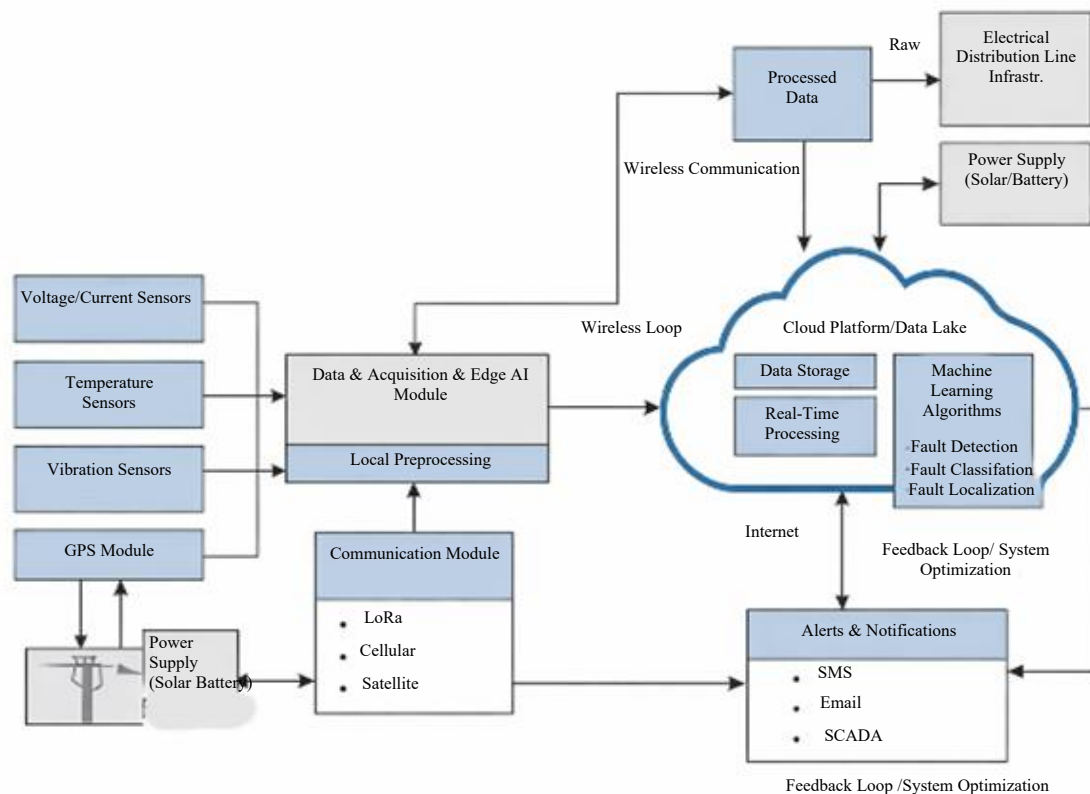 Raw
Electrical
Distribution Line
Infrastr.
Processed
Data
Wireless Communication
Power Supply
(Solar/Battery)
Voltage/Current Sensors
Temperature
Sensors
Vibration Sensors
GPS Module
Data & Acquisition & Edge AI
Module
Local Preprocessing
Wireless Loop
Cloud Platform/Data Lake
Data Storage
Real-Time
Processing
Machine
Learning
Algorithms
·Fault Detection
·Fault Classifation
·Fault Localization
Communication Module
• LoRa
• Cellular
• Satellite
Power
Supply
(Solar Battery)
Internet
Feedback Loop/ System
Optimization
Alerts & Notifications
• SMS
• Email
• SCADA
Feedback Loop /System Optimization